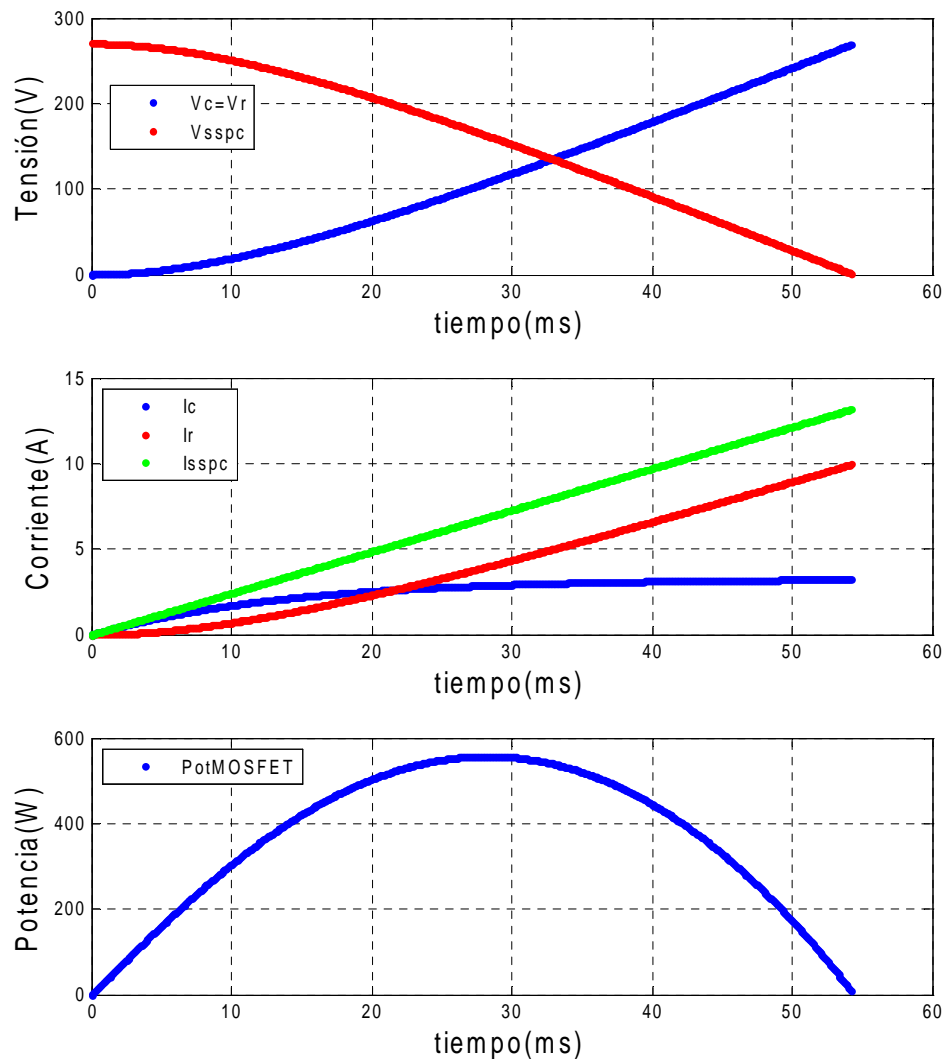 300
200
100
0
Tensión(V)
Vc=Vr
Vsspc
0 10 20 30 40 50 60
tiempo(ms)
15
10
5
0
Corriente(A)
Ic
Ir
Isspc
0 10 20 30 40 50 60
tiempo(ms)
600
400
200
0
Potencia(W)
PotMOSFET
0 10 20 30 40 50 60
tiempo(ms)